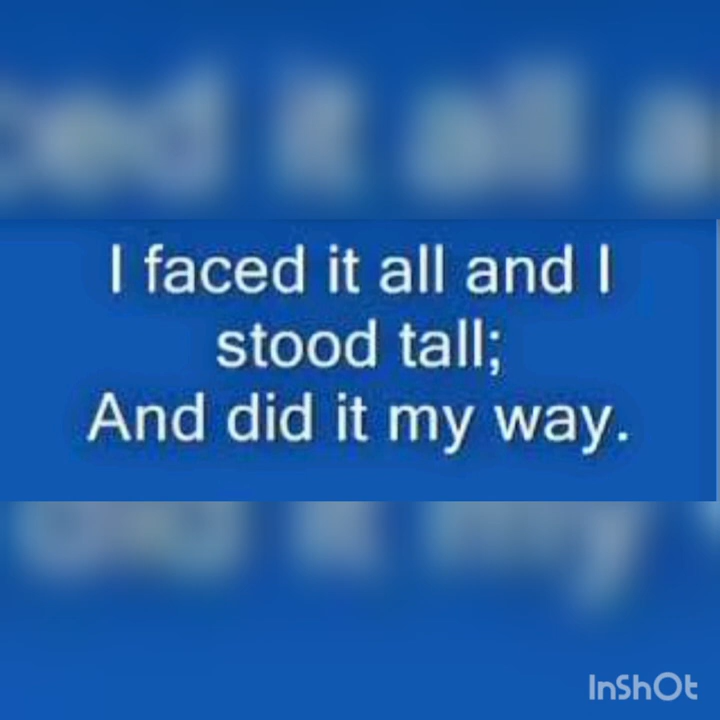 I faced it all and I
stood tall;
And did it my way.
InShOt